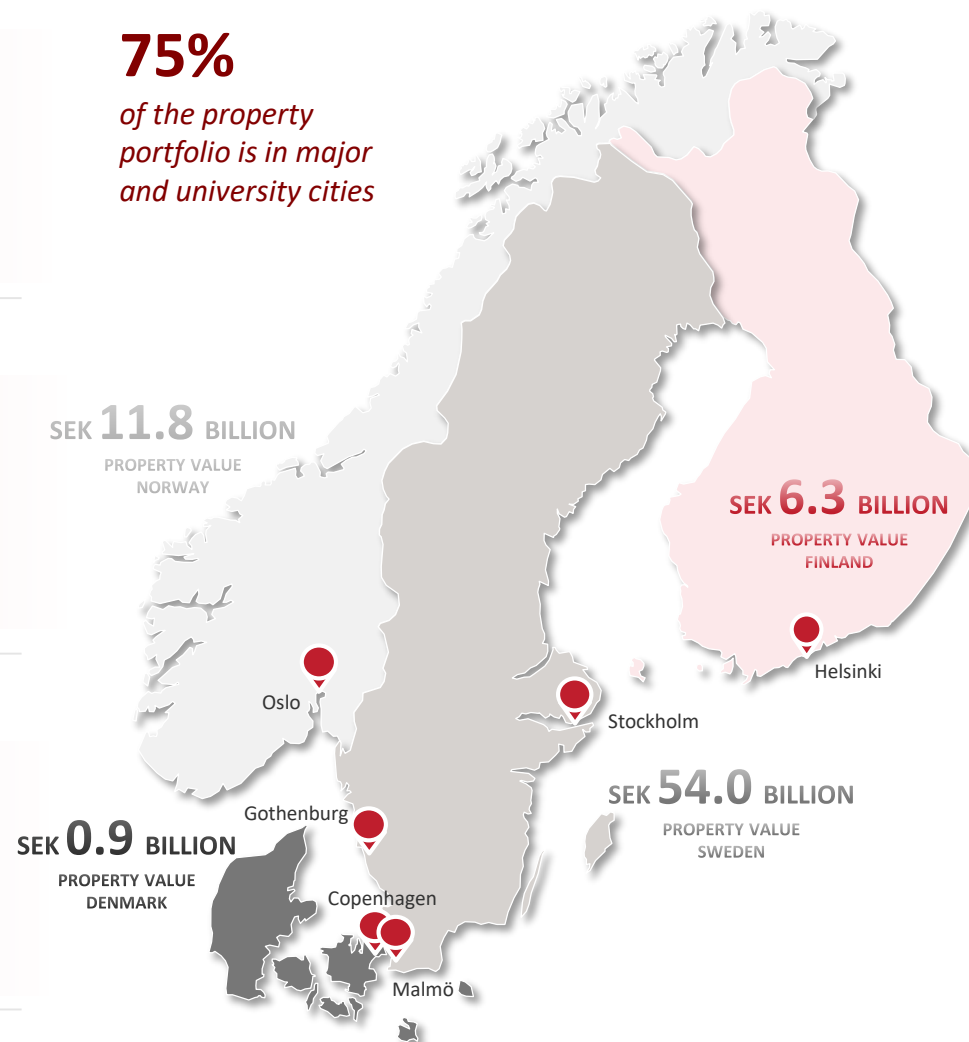 75%
of the property
portfolio is in major
and university cities
SEK 11.8 BILLION
PROPERTY VALUE
NORWAY
SEK 6.3 BILLION
PROPERTY VALUE
FINLAND
Helsinki
Oslo
Stockholm
SEK 54.0 BILLION
PROPERTY VALUE
SWEDEN
Gothenburg
SEK 0.9 BILLION
PROPERTY VALUE
DENMARK
Copenhagen
Malmö